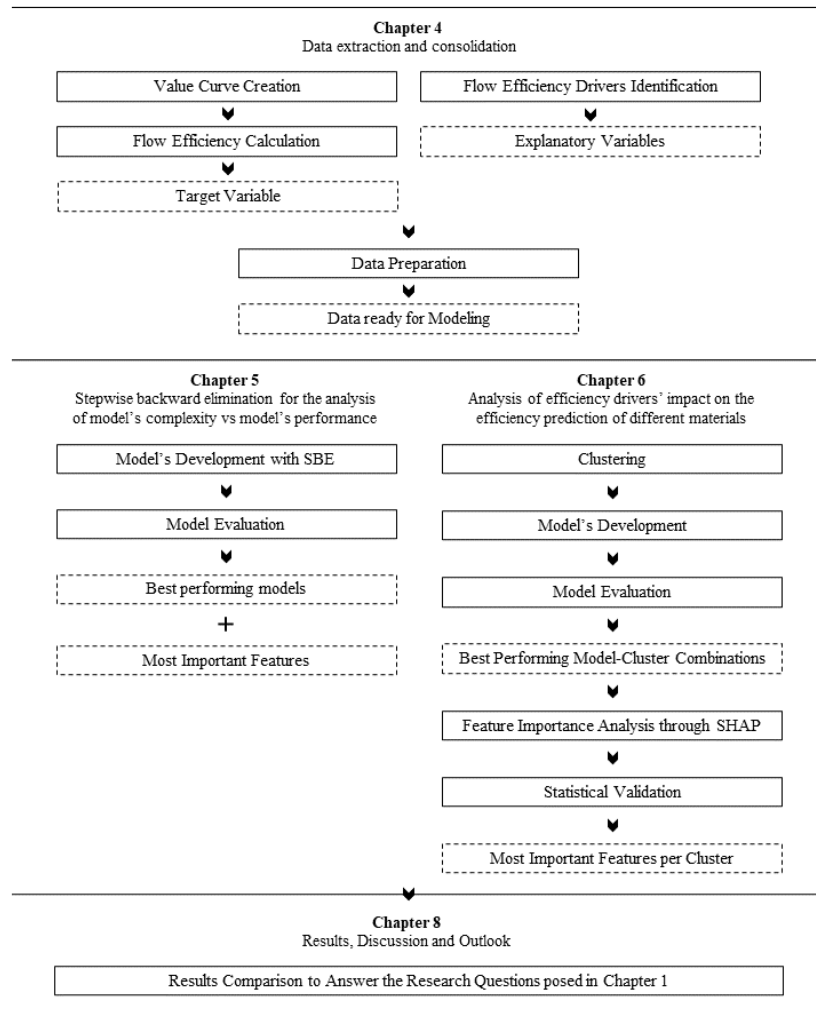 Chapter 4
Data extraction and consolidation
Value Curve Creation
Flow Efficiency Calculation
Target Variable
Flow Efficiency Drivers Identification
Explanatory Variables
Data Preparation
Data ready for Modeling
Chapter 5
Stepwise backward elimination for the analysis
of model's complexity vs model's performance
Model's Development with SBE
Model Evaluation
Best performing models
+
Most Important Features
Chapter 6
Analysis of efficiency drivers' impact on the
efficiency prediction of different materials
Clustering
Model's Development
Model Evaluation
Best Performing Model-Cluster Combinations
Feature Importance Analysis through SHAP
Statistical Validation
Most Important Features per Cluster
Chapter 8
Results, Discussion and Outlook
Results Comparison to Answer the Research Questions posed in Chapter 1